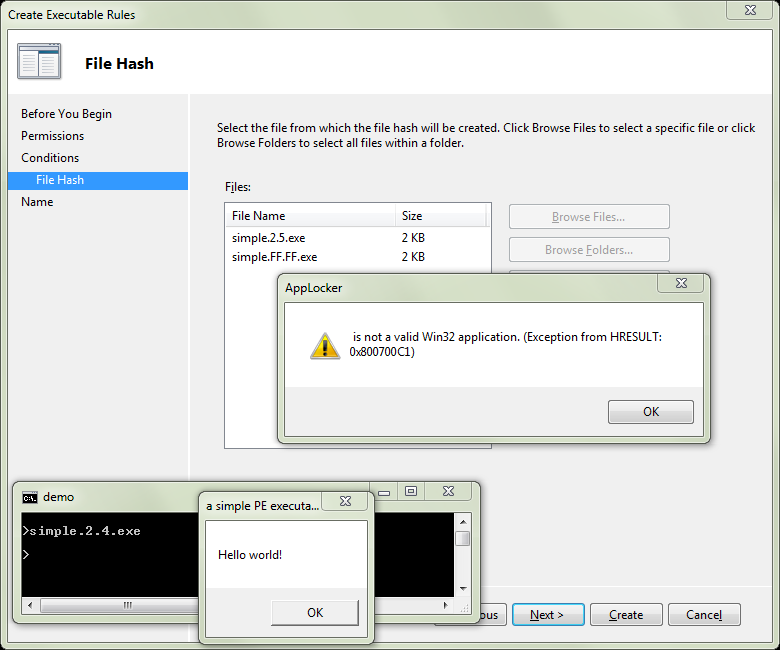 Create Executable Rules
File Hash
Before You Begin
Permissions
Conditions
File Hash
Name
Select the file from which the file hash will be created. Click Browse Files to select a specific file or click
Browse Folders to select all files within a folder.
Files:
File Name Size
simple.2.5.exe 2 KB
simple.FF.FF.exe 2 KB
Browse Files...
Browse Folders...
AppLocker
is not a valid Win32 application. (Exception from HRESULT:
0x800700C1)
OK
demo
>simple.2.4.exe
>
a simple PE executa...
Hello world!
OK
ous
Next >
Create
Cancel